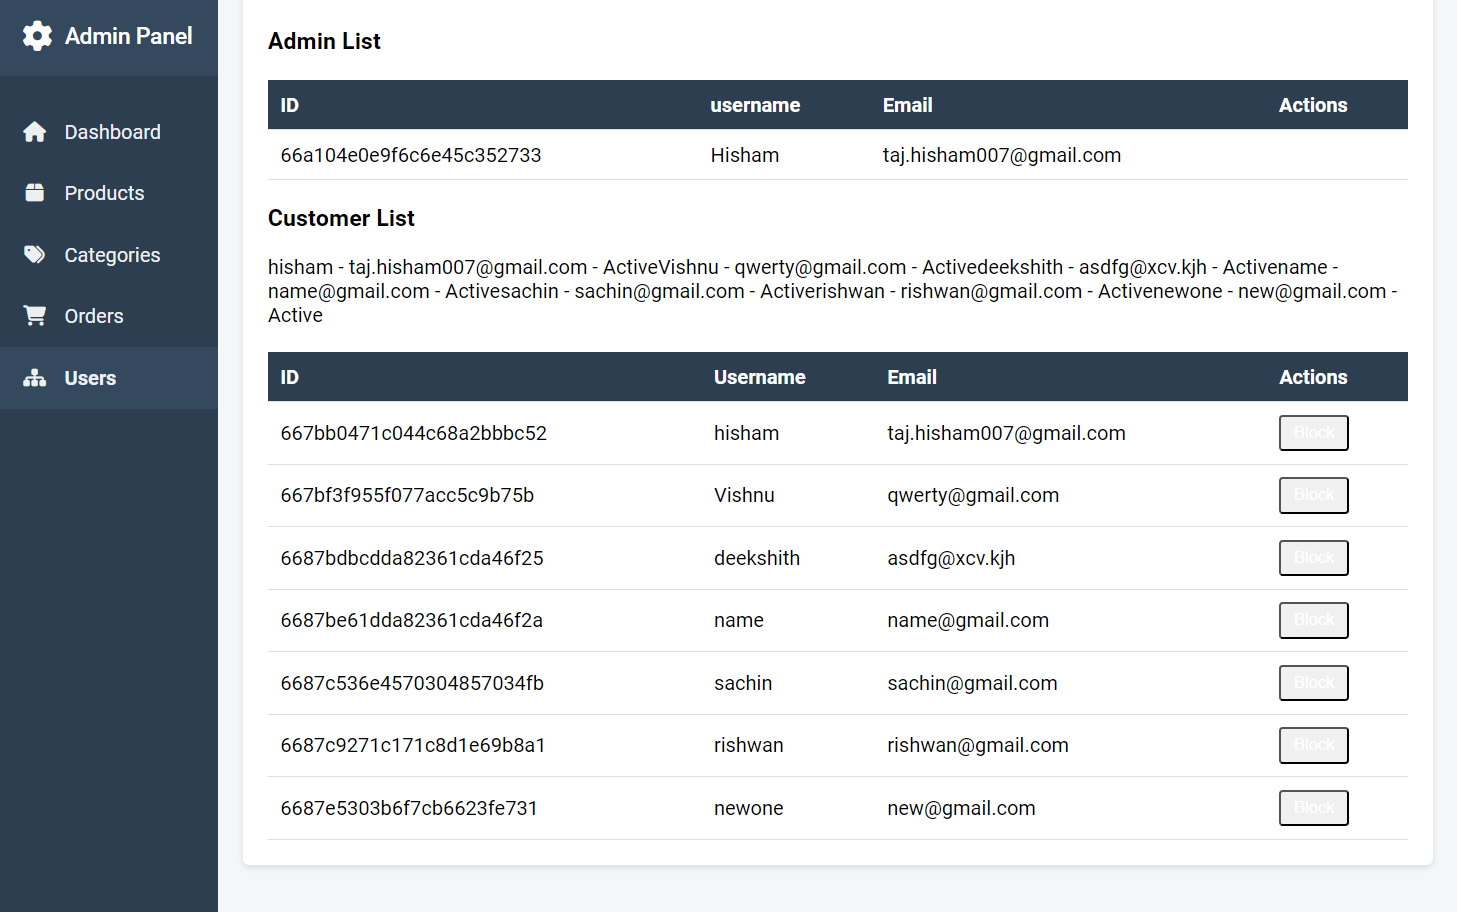 Admin Panel
Dashboard
Products
Categories
Orders
Users
Admin List
ID username Email Actions
66a104e0e9f6c6e45c352733 Hisham taj.hisham007@gmail.com
Customer List
hisham - taj.hisham007@gmail.com - ActiveVishnu - qwerty@gmail.com - Activedeekshith - asdfg@xcv.kjh - Activename -
name@gmail.com - Activesachin - sachin@gmail.com - Activerishwan - rishwan@gmail.com - Activenewone - new@gmail.com -
Active
ID Username Email Actions
667bb0471c044c68a2bbbc52 hisham taj.hisham007@gmail.com Block
667bf3f955f077acc5c9b75b Vishnu qwerty@gmail.com Block
6687bdbcdda82361cda46f25 deekshith asdfg@xcv.kjh Block
6687be61dda82361cda46f2a name name@gmail.com Block
6687c536e4570304857034fb sachin sachin@gmail.com Block
6687c9271c171c8d1e69b8a1 rishwan rishwan@gmail.com Block
6687e5303b6f7cb6623fe731 newone new@gmail.com Block